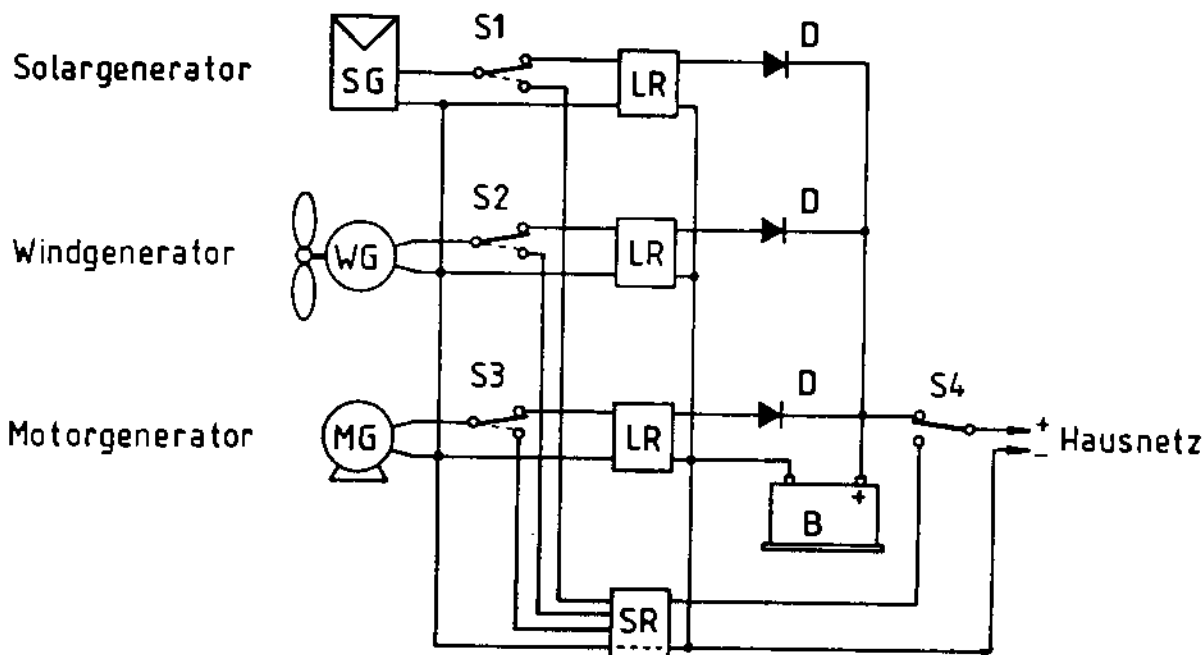 S1
D
Solargenerator
SG
LR
S2
D
Windgenerator
WG
LR
S3
D
S4
Motorgenerator
MG
LR
+
Hausnetz
−
+
B
SR